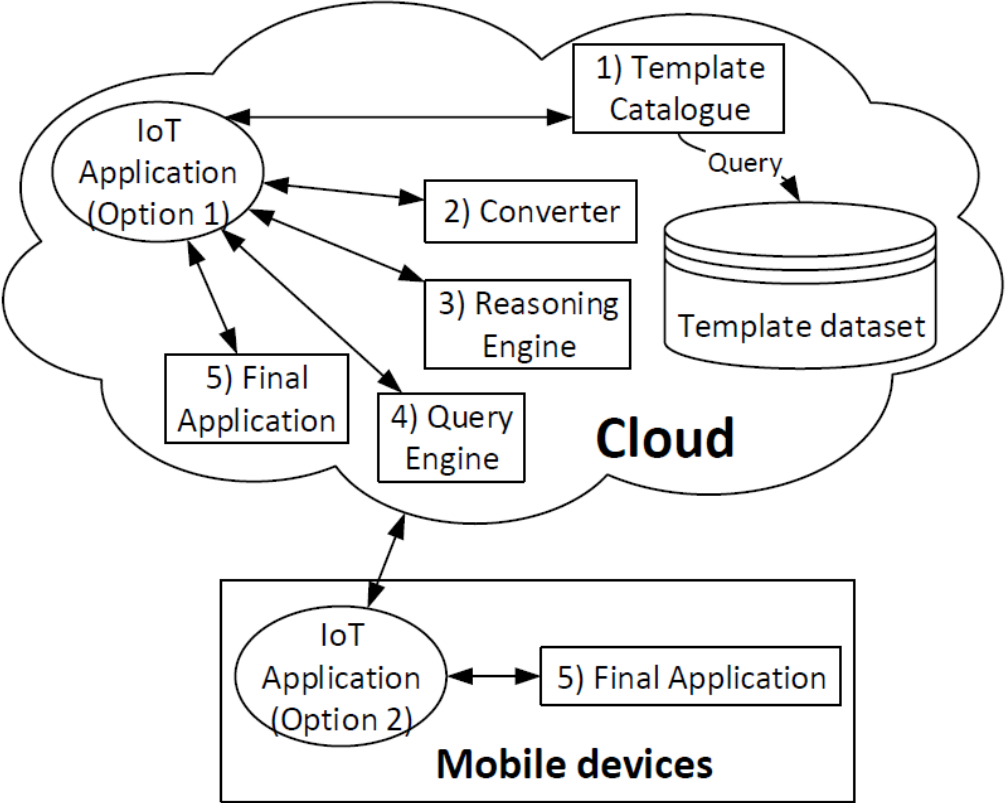 1) Template
Catalogue
IoT
Application
(Option 1)
Query
2) Converter
3) Reasoning
Engine
Template dataset
5) Final
Application
4) Query
Engine
Cloud
IoT
Application
(Option 2)
5) Final Application
Mobile devices